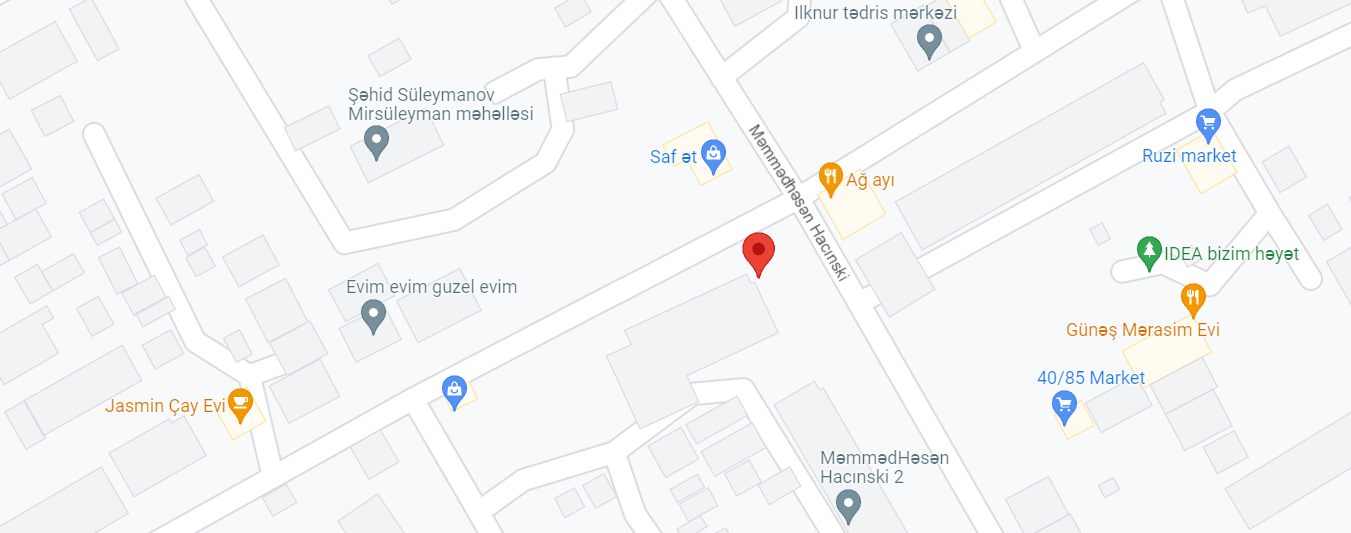 Ilknur tədris mərkəzi
Şəhid Süleymanov
Mirsüleyman məhəlləsi
Saf ət
Məmmədhəsən Hacınski
Ağ ayı
Ruzi market
IDEA bizim həyət
Evim evim guzel evim
Günəş Mərasim Evi
40/85 Market
Jasmin Çay Evi
MəmmədHəsən
Hacınski 2